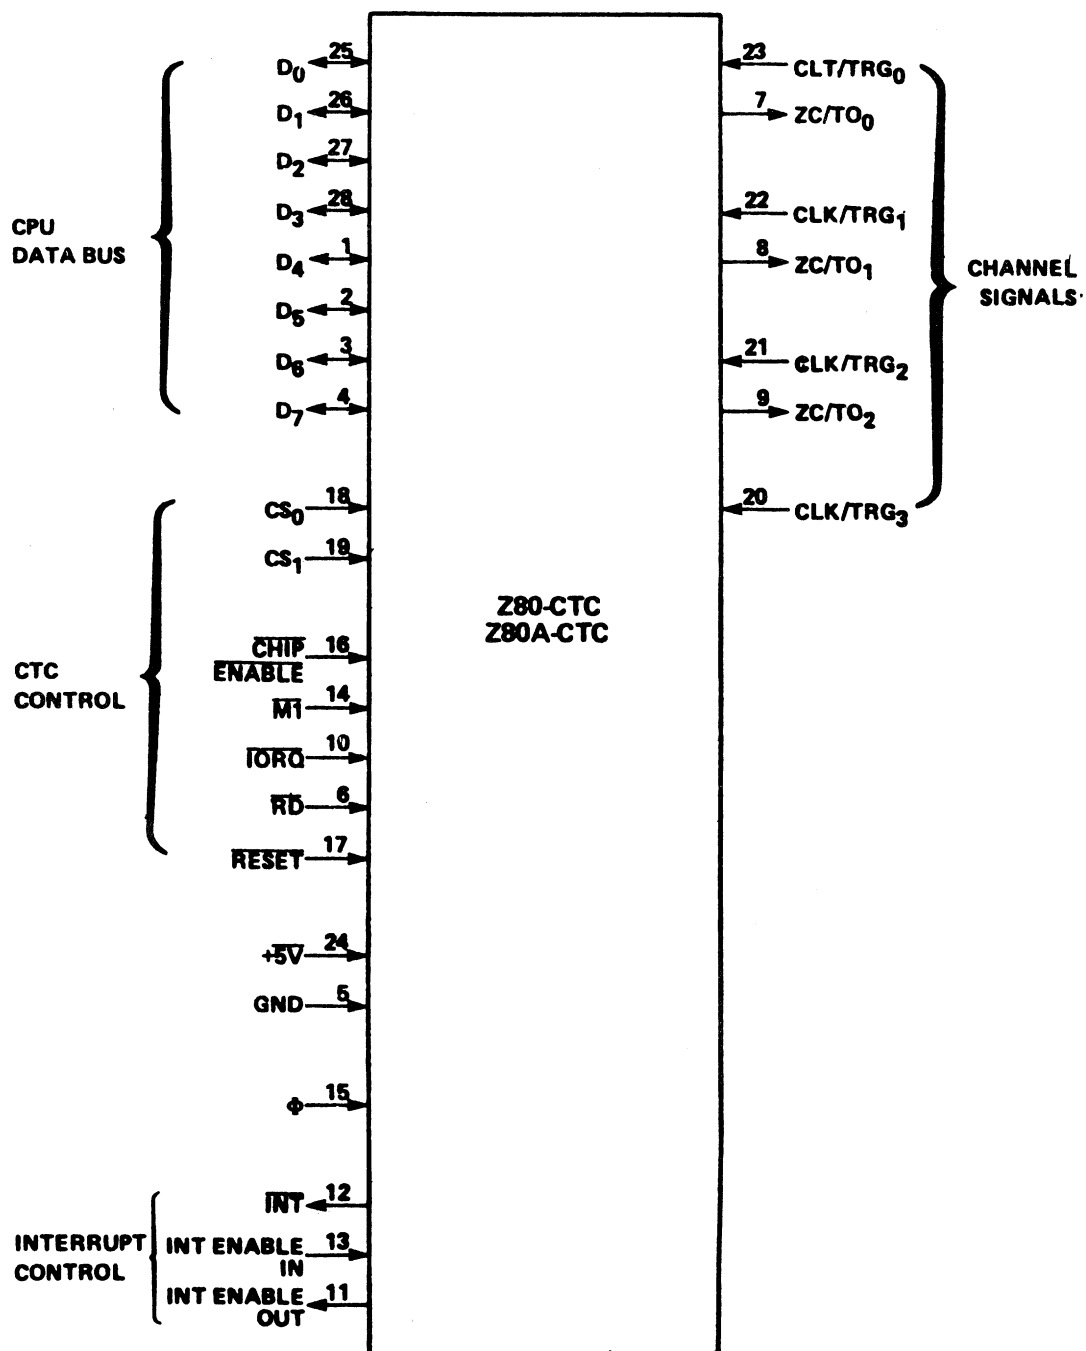 CPU
DATA BUS
D0 25
D1 26
D2 27
D3 28
D4 1
D5 2
D6 3
D7 4
CTC
CONTROL
CS0 18
CS1 19
CHIP 16
ENABLE
M1 14
IORQ 10
RD 6
RESET 17
+5V 24
GND 5
Φ 15
INTERRUPT
CONTROL
INT 12
INT ENABLE 13
IN
INT ENABLE 11
OUT
Z80-CTC
Z80A-CTC
23 CLT/TRG0
7 ZC/TO0
22 CLK/TRG1
8 ZC/TO1
21 CLK/TRG2
9 ZC/TO2
20 CLK/TRG3
CHANNEL
SIGNALS